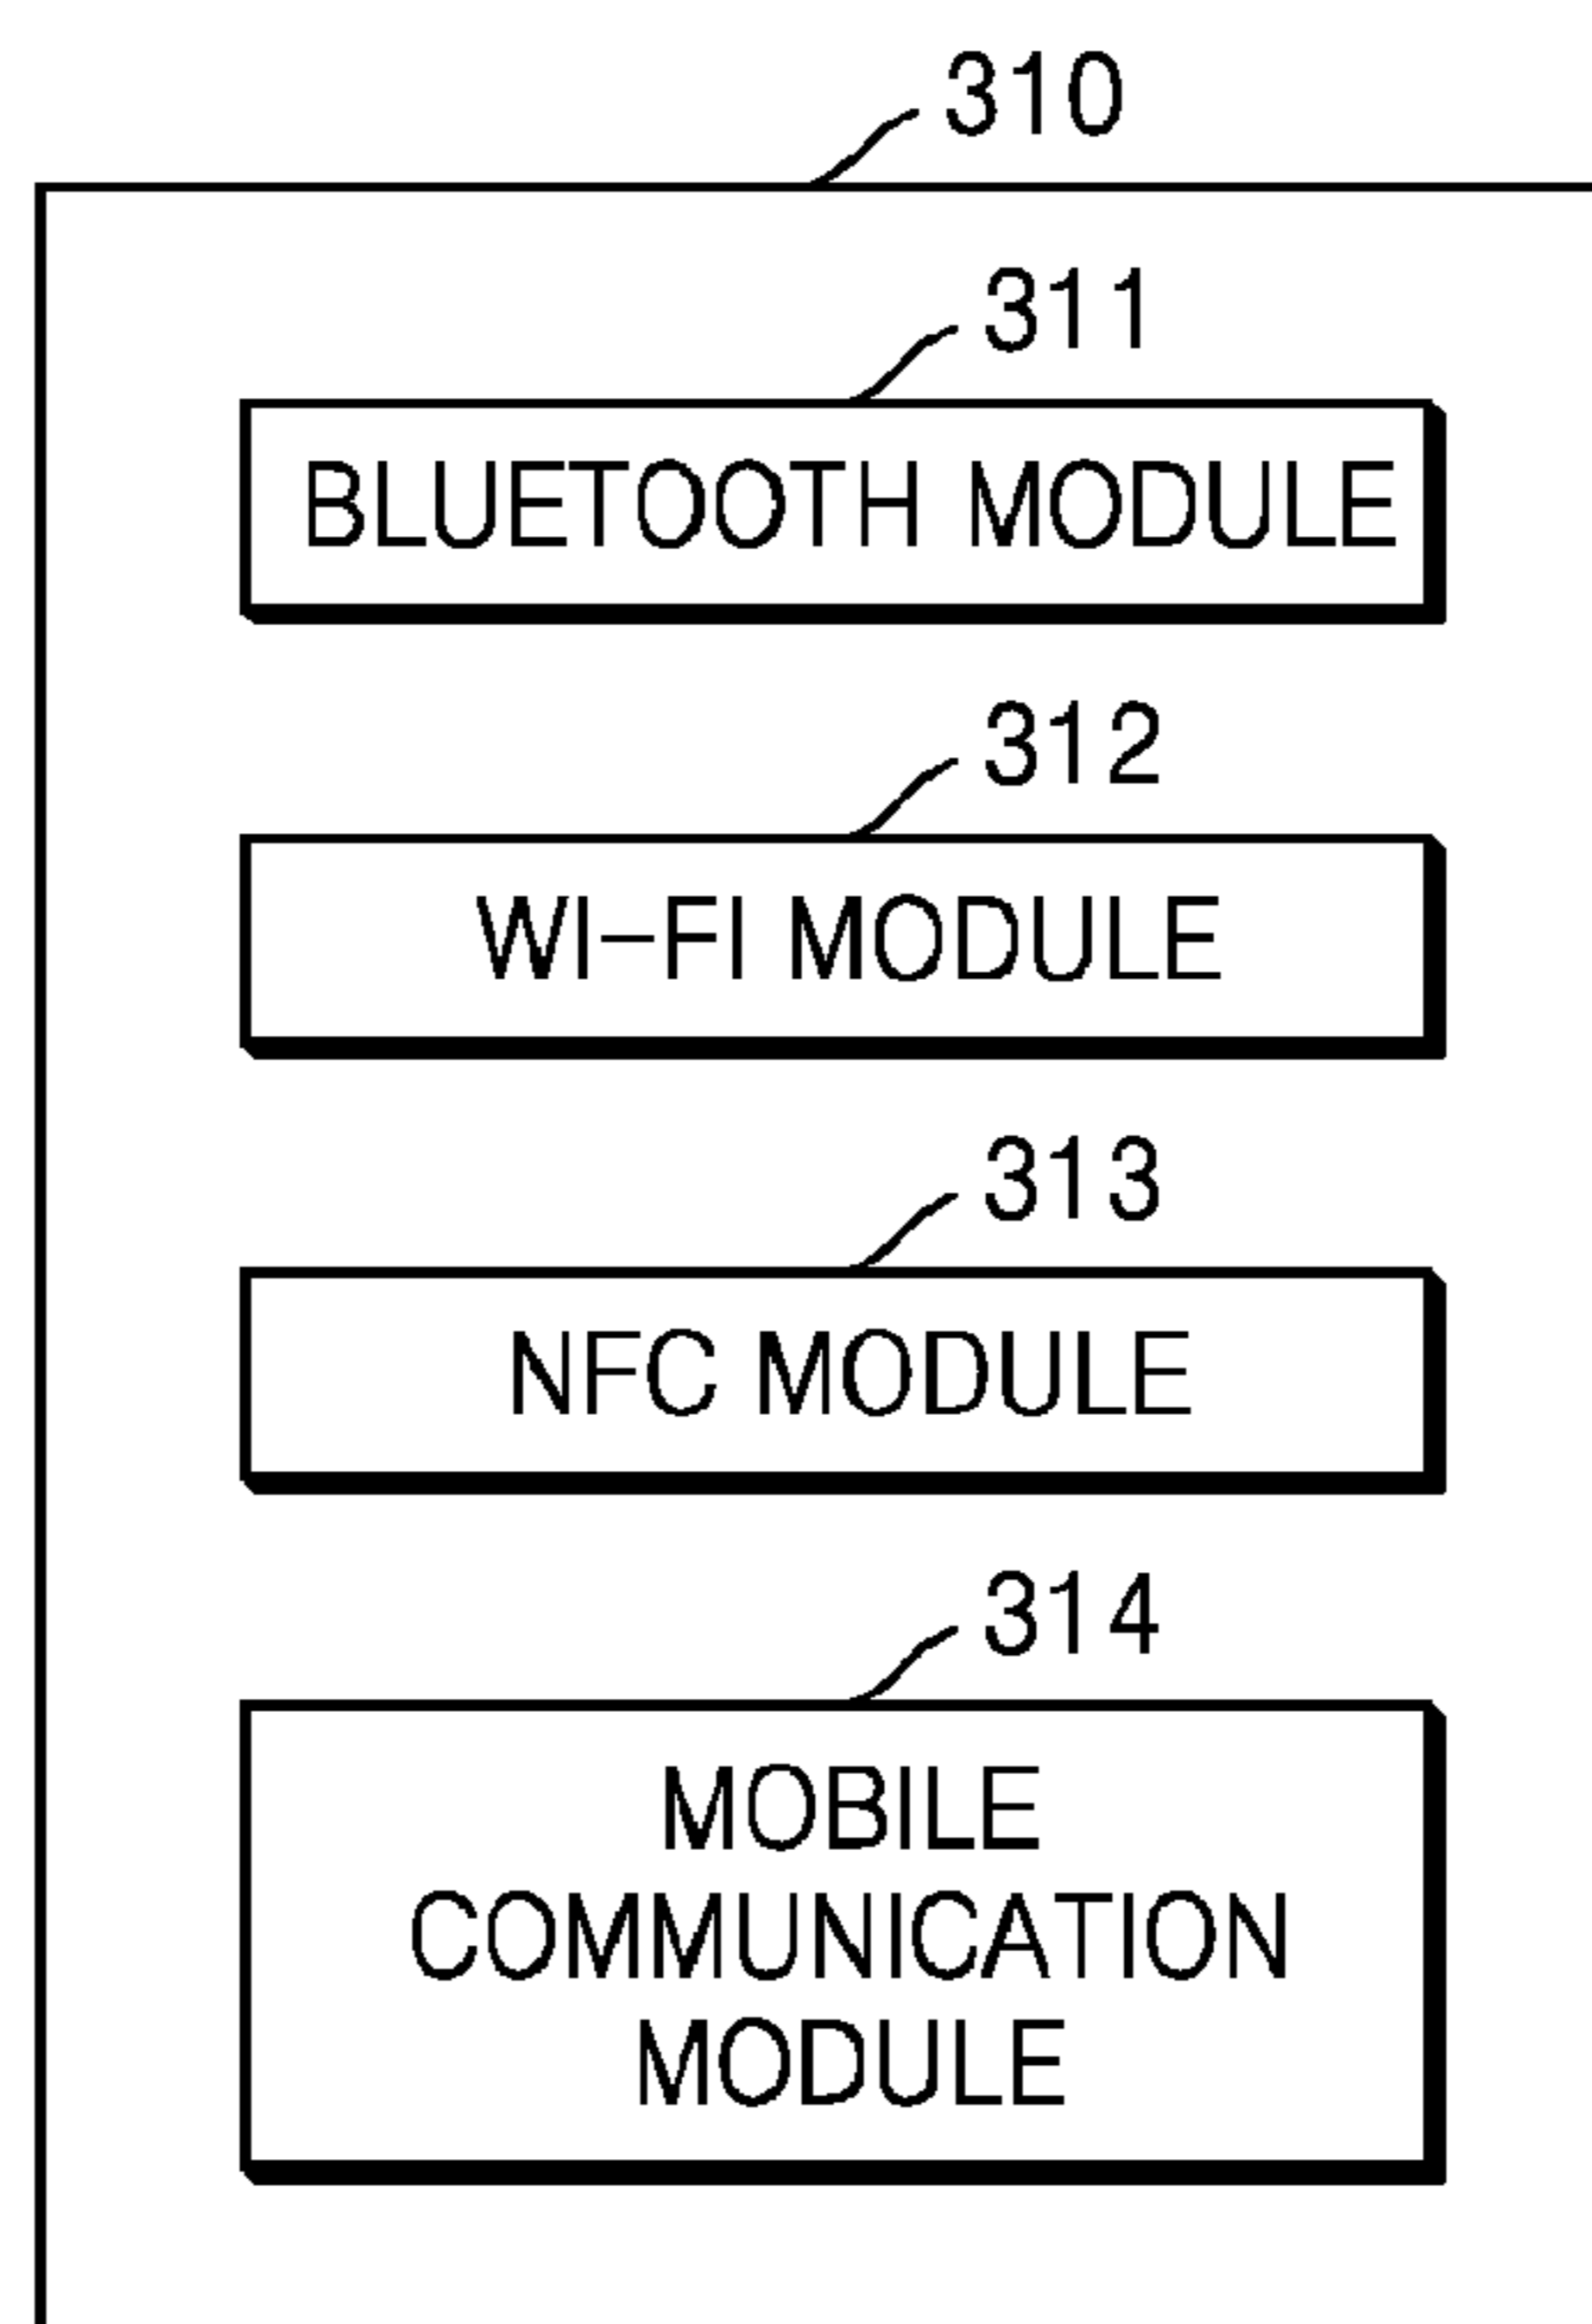 310
311
BLUETOOTH MODULE
312
WI-FI MODULE
313
NFC MODULE
314
MOBILE
COMMUNICATION
MODULE